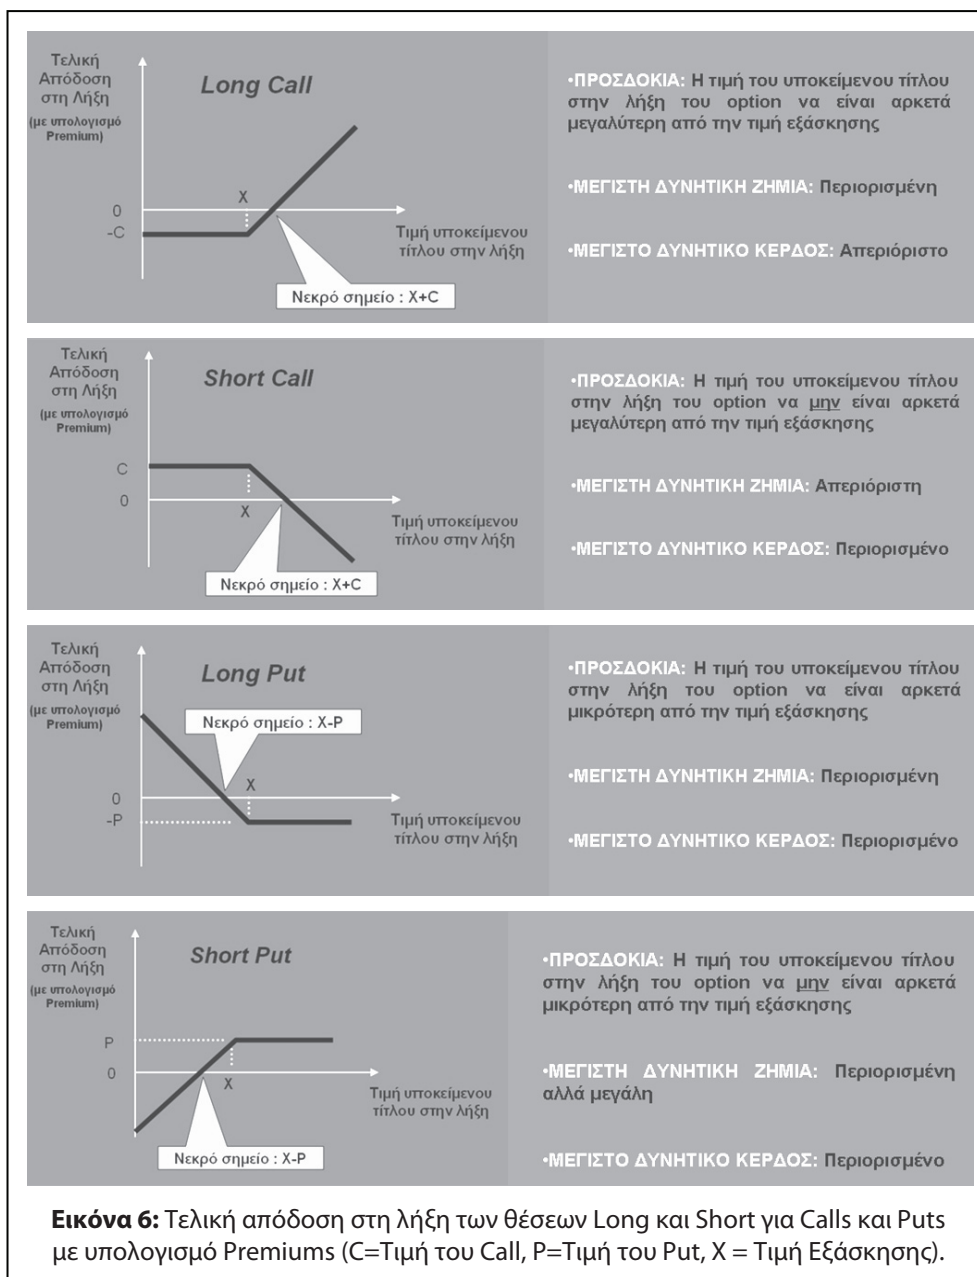 Τελική
Απόδοση
στη Λήξη
(με υπολογισμό
Premium)
Long Call
X
0
-C
Τιμή υποκείμενου
τίτλου στην λήξη
Νεκρό σημείο : X+C
•ΠΡΟΣΔΟΚΙΑ: Η τιμή του υποκείμενου τίτλου
στην λήξη του option να είναι αρκετά
μεγαλύτερη από την τιμή εξάσκησης
•ΜΕΓΙΣΤΗ ΔΥΝΗΤΙΚΗ ΖΗΜΙΑ: Περιορισμένη
•ΜΕΓΙΣΤΟ ΔΥΝΗΤΙΚΟ ΚΕΡΔΟΣ: Απεριόριστο
Τελική
Απόδοση
στη Λήξη
(με υπολογισμό
Premium)
Short Call
C
0
X
Τιμή υποκείμενου
τίτλου στην λήξη
Νεκρό σημείο : X+C
•ΠΡΟΣΔΟΚΙΑ: Η τιμή του υποκείμενου τίτλου
στην λήξη του option να μην είναι αρκετά
μεγαλύτερη από την τιμή εξάσκησης
•ΜΕΓΙΣΤΗ ΔΥΝΗΤΙΚΗ ΖΗΜΙΑ: Απεριόριστη
•ΜΕΓΙΣΤΟ ΔΥΝΗΤΙΚΟ ΚΕΡΔΟΣ: Περιορισμένο
Τελική
Απόδοση
στη Λήξη
(με υπολογισμό
Premium)
Long Put
Νεκρό σημείο : X-P
X
0
-P
Τιμή υποκείμενου
τίτλου στην λήξη
•ΠΡΟΣΔΟΚΙΑ: Η τιμή του υποκείμενου τίτλου
στην λήξη του option να είναι αρκετά
μικρότερη από την τιμή εξάσκησης
•ΜΕΓΙΣΤΗ ΔΥΝΗΤΙΚΗ ΖΗΜΙΑ: Περιορισμένη
•ΜΕΓΙΣΤΟ ΔΥΝΗΤΙΚΟ ΚΕΡΔΟΣ: Περιορισμένο
Τελική
Απόδοση
στη Λήξη
(με υπολογισμό
Premium)
Short Put
P
0
X
Τιμή υποκείμενου
τίτλου στην λήξη
Νεκρό σημείο : X-P
•ΠΡΟΣΔΟΚΙΑ: Η τιμή του υποκείμενου τίτλου
στην λήξη του option να μην είναι αρκετά
μικρότερη από την τιμή εξάσκησης
•ΜΕΓΙΣΤΗ ΔΥΝΗΤΙΚΗ ΖΗΜΙΑ: Περιορισμένη
αλλά μεγάλη
•ΜΕΓΙΣΤΟ ΔΥΝΗΤΙΚΟ ΚΕΡΔΟΣ: Περιορισμένο
Εικόνα 6: Τελική απόδοση στη λήξη των θέσεων Long και Short για Calls και Puts
με υπολογισμό Premiums (C=Τιμή του Call, P=Τιμή του Put, X = Τιμή Εξάσκησης).